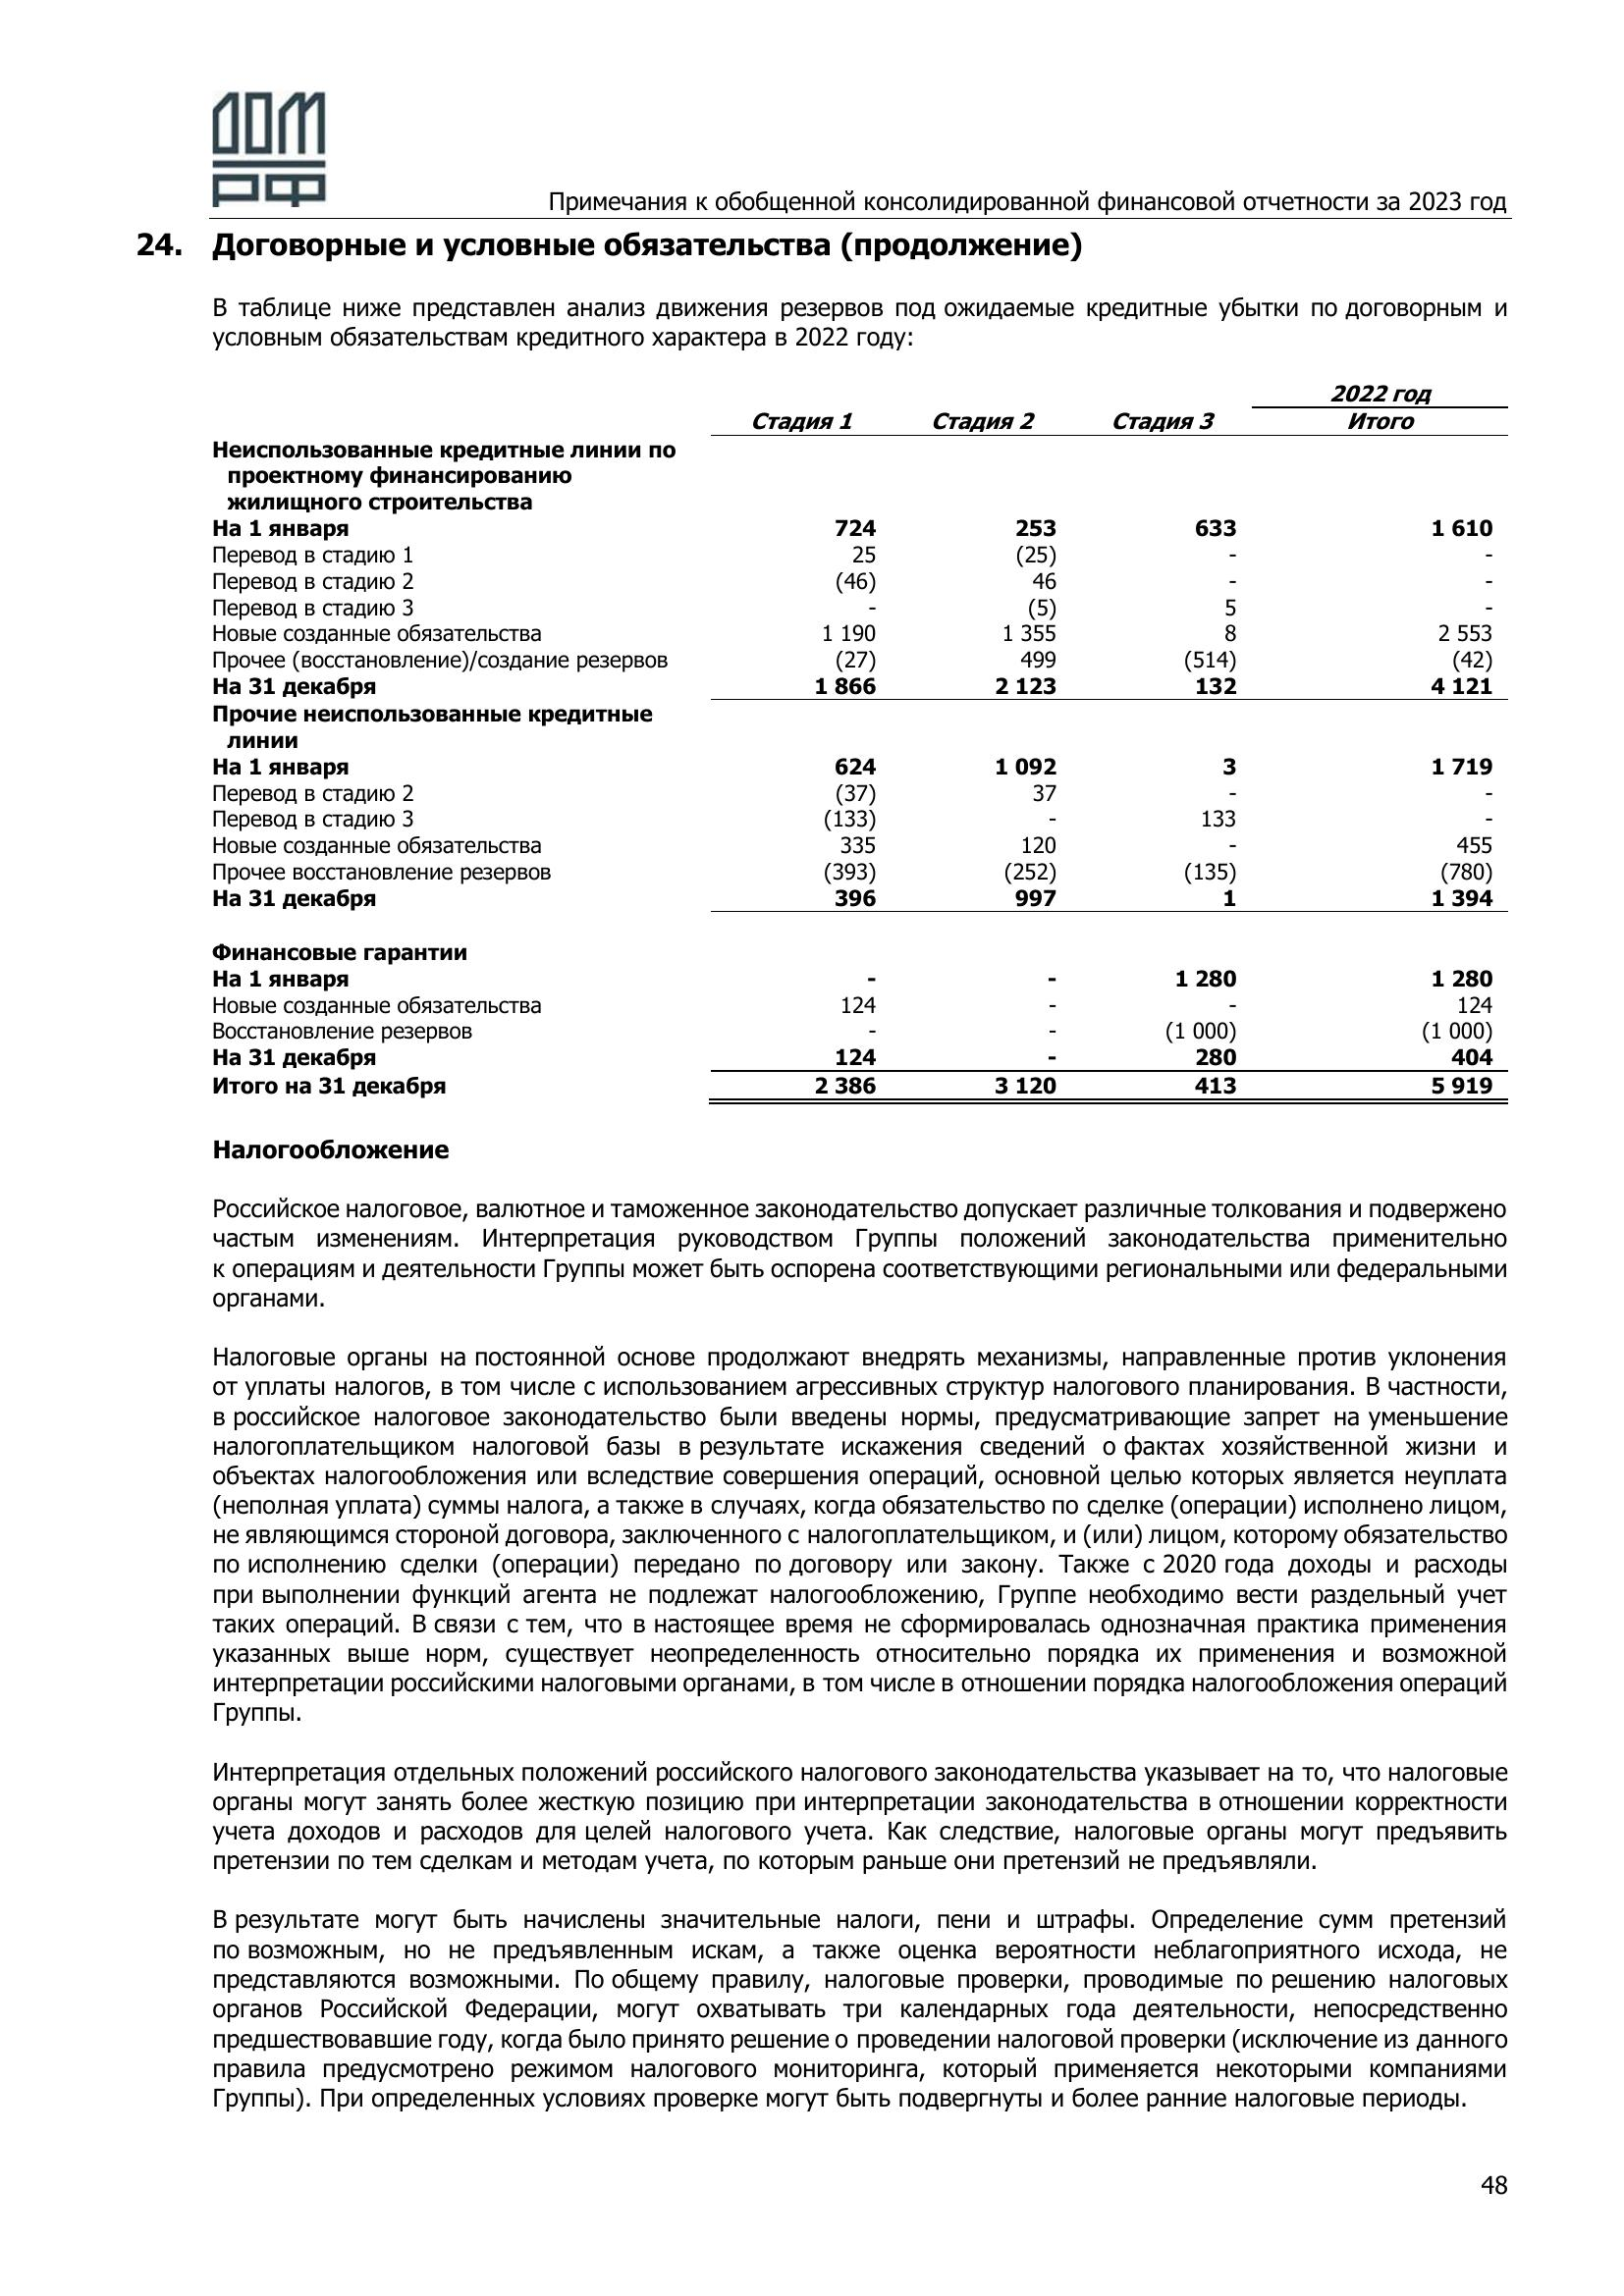 ДОМ
РФ
Примечания к обобщенной консолидированной финансовой отчетности за 2023 год
24. Договорные и условные обязательства (продолжение)
В таблице ниже представлен анализ движения резервов под ожидаемые кредитные убытки по договорным и
условным обязательствам кредитного характера в 2022 году:
2022 год
Стадия 1 Стадия 2 Стадия 3 Итого
Неиспользованные кредитные линии по
проектному финансированию
жилищного строительства
На 1 января 724 253 633 1 610
Перевод в стадию 1 25 (25) - -
Перевод в стадию 2 (46) 46 - -
Перевод в стадию 3 - (5) 5 -
Новые созданные обязательства 1 190 1 355 8 2 553
Прочее (восстановление)/создание резервов (27) 499 (514) (42)
На 31 декабря 1 866 2 123 132 4 121
Прочие неиспользованные кредитные
линии
На 1 января 624 1 092 3 1 719
Перевод в стадию 2 (37) 37 - -
Перевод в стадию 3 (133) - 133 -
Новые созданные обязательства 335 120 - 455
Прочее восстановление резервов (393) (252) (135) (780)
На 31 декабря 396 997 1 1 394
Финансовые гарантии
На 1 января - - 1 280 1 280
Новые созданные обязательства 124 - - 124
Восстановление резервов - - (1 000) (1 000)
На 31 декабря 124 - 280 404
Итого на 31 декабря 2 386 3 120 413 5 919
Налогообложение
Российское налоговое, валютное и таможенное законодательство допускает различные толкования и подвержено
частым изменениям. Интерпретация руководством Группы положений законодательства применительно
к операциям и деятельности Группы может быть оспорена соответствующими региональными или федеральными
органами.
Налоговые органы на постоянной основе продолжают внедрять механизмы, направленные против уклонения
от уплаты налогов, в том числе с использованием агрессивных структур налогового планирования. В частности,
в российское налоговое законодательство были введены нормы, предусматривающие запрет на уменьшение
налогоплательщиком налоговой базы в результате искажения сведений о фактах хозяйственной жизни и
объектах налогообложения или вследствие совершения операций, основной целью которых является неуплата
(неполная уплата) суммы налога, а также в случаях, когда обязательство по сделке (операции) исполнено лицом,
не являющимся стороной договора, заключенного с налогоплательщиком, и (или) лицом, которому обязательство
по исполнению сделки (операции) передано по договору или закону. Также с 2020 года доходы и расходы
при выполнении функций агента не подлежат налогообложению, Группе необходимо вести раздельный учет
таких операций. В связи с тем, что в настоящее время не сформировалась однозначная практика применения
указанных выше норм, существует неопределенность относительно порядка их применения и возможной
интерпретации российскими налоговыми органами, в том числе в отношении порядка налогообложения операций
Группы.
Интерпретация отдельных положений российского налогового законодательства указывает на то, что налоговые
органы могут занять более жесткую позицию при интерпретации законодательства в отношении корректности
учета доходов и расходов для целей налогового учета. Как следствие, налоговые органы могут предъявить
претензии по тем сделкам и методам учета, по которым раньше они претензий не предъявляли.
В результате могут быть начислены значительные налоги, пени и штрафы. Определение сумм претензий
по возможным, но не предъявленным искам, а также оценка вероятности неблагоприятного исхода, не
представляются возможными. По общему правилу, налоговые проверки, проводимые по решению налоговых
органов Российской Федерации, могут охватывать три календарных года деятельности, непосредственно
предшествовавшие году, когда было принято решение о проведении налоговой проверки (исключение из данного
правила предусмотрено режимом налогового мониторинга, который применяется некоторыми компаниями
Группы). При определенных условиях проверке могут быть подвергнуты и более ранние налоговые периоды.
48